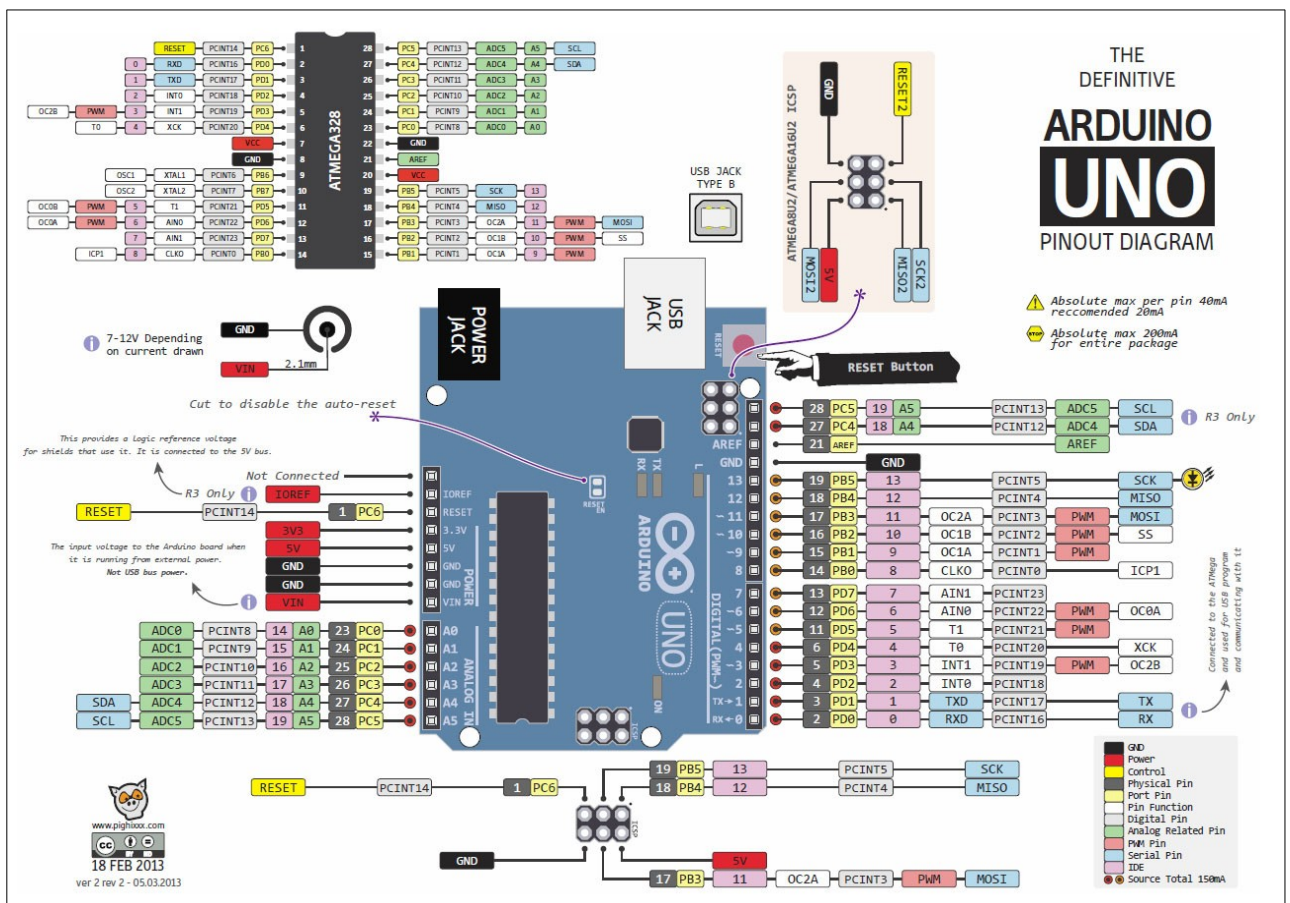 THE
DEFINITIVE
ARDUINO
UNO
PINOUT DIAGRAM
Absolute max per pin 40mA
reccomended 20mA
STOP
Absolute max 200mA
for entire package
ATMEGA328
RESET PCINT14 PC6 1
0 RXD PCINT16 PD0 2
1 TXD PCINT17 PD1 3
2 INT0 PCINT18 PD2 4
OC2B PWM 3 INT1 PCINT19 PD3 5
T0 4 XCK PCINT20 PD4 6
VCC 7
GND 8
OSC1 XTAL1 PCINT6 PB6 9
OSC2 XTAL2 PCINT7 PB7 10
OC0B PWM 5 T1 PCINT21 PD5 11
OC0A PWM 6 AIN0 PCINT22 PD6 12
7 AIN1 PCINT23 PD7 13
ICP1 8 CLKO PCINT0 PB0 14
28 PC5 PCINT13 ADC5 A5 SCL
27 PC4 PCINT12 ADC4 A4 SDA
26 PC3 PCINT11 ADC3 A3
25 PC2 PCINT10 ADC2 A2
24 PC1 PCINT9 ADC1 A1
23 PC0 PCINT8 ADC0 A0
22 GND
21 AREF
20 VCC
19 PB5 PCINT5 SCK 13
18 PB4 PCINT4 MISO 12
17 PB3 PCINT3 OC2A 11 PWM MOSI
16 PB2 PCINT2 OC1B 10 PWM SS
15 PB1 PCINT1 OC1A 9 PWM
USB JACK
TYPE B
ATMEGA8U2/ATMEGA16U2 ICSP
GND
RESET2
MOSI2
5V
MISO2
SCK2
7-12V Depending
on current drawn
GND
VIN
2.1mm
POWER
JACK
USB
JACK
RESET
RESET Button
Cut to disable the auto-reset
This provides a logic reference voltage
for shields that use it. It is connected to the 5V bus.
Not Connected
R3 Only IOREF
RESET PCINT14 1 PC6
3V3
5V
GND
GND
VIN
The input voltage to the Arduino board when
it is running from external power.
Not USB bus power.
ADC0 PCINT8 14 A0 23 PC0
ADC1 PCINT9 15 A1 24 PC1
ADC2 PCINT10 16 A2 25 PC2
ADC3 PCINT11 17 A3 26 PC3
SDA ADC4 PCINT12 18 A4 27 PC4
SCL ADC5 PCINT13 19 A5 28 PC5
IOREF
RESET
3.3V
5V
GND
GND
VIN
POWER
A0
A1
A2
A3
A4
A5
ANALOG IN
RX
TX
L
RESET
EN
ARDUINO
UNO
ON
ICSP
DIGITAL(PWM~)
AREF
GND
13
12
~11
~10
~9
8
7
~6
~5
4
~3
2
TX→1
RX←0
28 PC5 19 A5 PCINT13 ADC5 SCL
R3 Only
27 PC4 18 A4 PCINT12 ADC4 SDA
21 AREF AREF
GND
19 PB5 13 PCINT5 SCK
18 PB4 12 PCINT4 MISO
17 PB3 11 OC2A PCINT3 PWM MOSI
16 PB2 10 OC1B PCINT2 PWM SS
15 PB1 9 OC1A PCINT1 PWM
14 PB0 8 CLKO PCINT0 ICP1
13 PD7 7 AIN1 PCINT23
12 PD6 6 AIN0 PCINT22 PWM OC0A
11 PD5 5 T1 PCINT21 PWM
6 PD4 4 T0 PCINT20 XCK
5 PD3 3 INT1 PCINT19 PWM OC2B
4 PD2 2 INT0 PCINT18
3 PD1 1 TXD PCINT17 TX
2 PD0 0 RXD PCINT16 RX
Connected to the ATMega
and used for USB program
and communicating with it
19 PB5 13 PCINT5 SCK
18 PB4 12 PCINT4 MISO
RESET PCINT14 1 PC6
ICSP
GND
5V
17 PB3 11 OC2A PCINT3 PWM MOSI
www.pighixxx.com
cc
18 FEB 2013
ver 2 rev 2 - 05.03.2013
GND
Power
Control
Physical Pin
Port Pin
Pin Function
Digital Pin
Analog Related Pin
PWM Pin
Serial Pin
IDE
Source Total 150mA